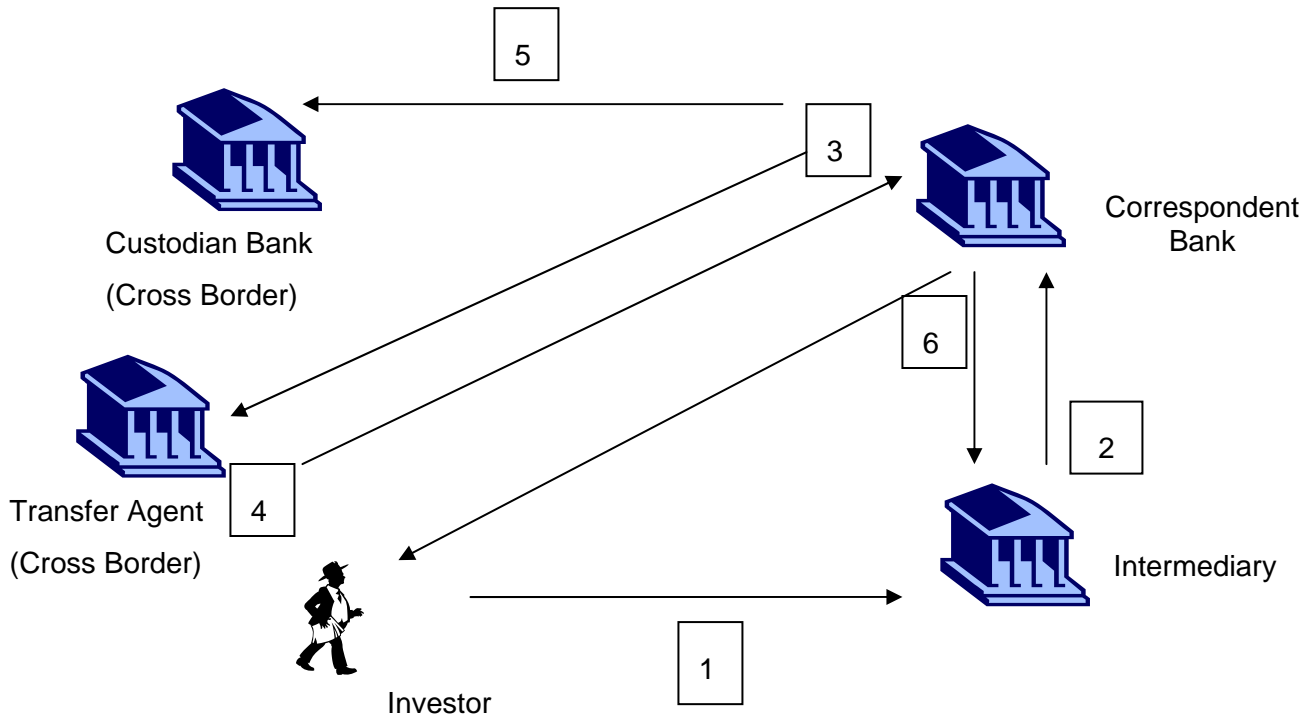 5
3
Correspondent
Bank
Custodian Bank
(Cross Border)
6
2
Transfer Agent
(Cross Border)
4
Intermediary
1
Investor